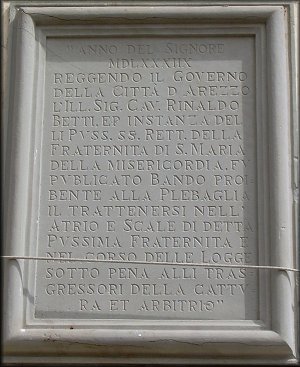 "ANNO DEL SIGNORE
MDLXXXIIX
REGGENDO IL GOVERNO
DELLA CITTÀ D'AREZZO
L'ILL. SIG. CAV. RINALDO
BETTI, EP INSTANZA DEL
LI PVSS. SS. RETT. DELLA
FRATERNITA DI S. MARIA
DELLA MISERICORDIA, FV
PVBLICATO BANDO PROI
BENTE ALLA PLEBAGLIA
IL TRATTENERSI NELL'
ATRIO E SCALE DI DETTA
PVSSIMA FRATERNITA E
NEL CORSO DELLE LOGGE
SOTTO PENA ALLI TRAS
GRESSORI DELLA CATTV
RA ET ARBITRIO"